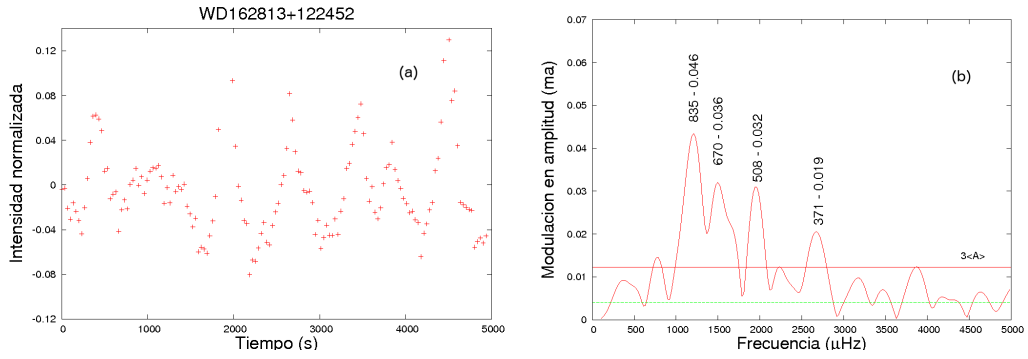 WD162813+122452
Intensidad normalizada
0.12
0.08
0.04
0
-0.04
-0.08
-0.12
(a)
0 1000 2000 3000 4000 5000
Tiempo (s)
Modulacion en amplitud (ma)
0.07
0.06
0.05
0.04
0.03
0.02
0.01
0
835 - 0.046
670 - 0.036
508 - 0.032
371 - 0.019
(b)
3<A>
0 500 1000 1500 2000 2500 3000 3500 4000 4500 5000
Frecuencia (μHz)